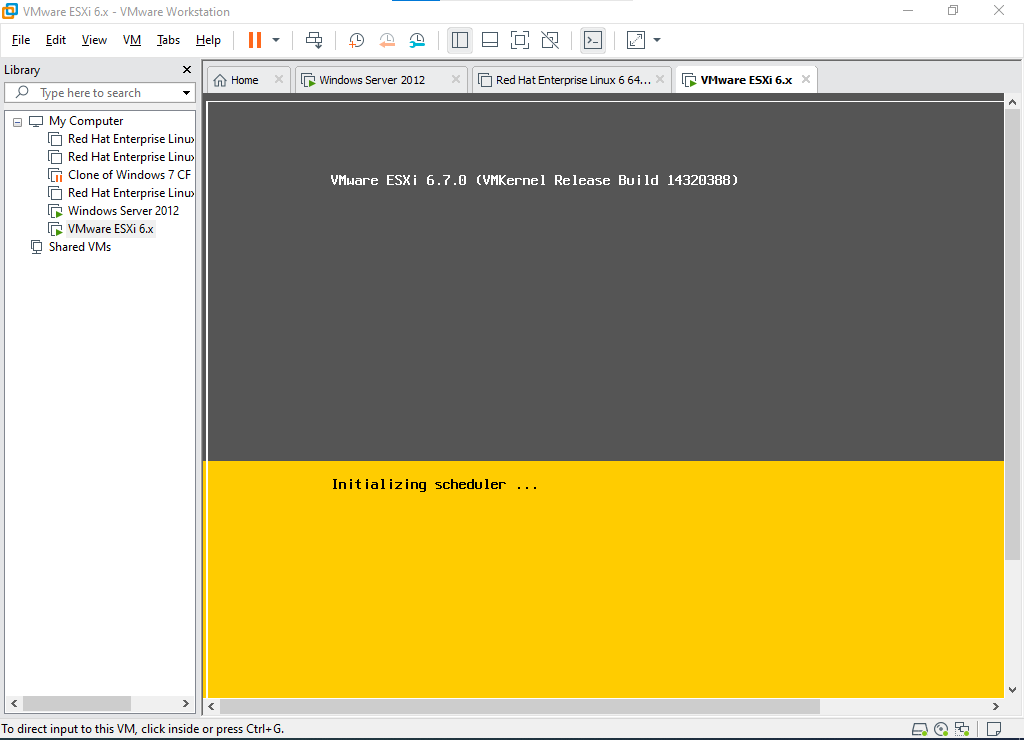 VMware ESXi 6.x - VMware Workstation
File Edit View VM Tabs Help
Library
Type here to search
Home
Windows Server 2012
Red Hat Enterprise Linux 6 64...
VMware ESXi 6.x
My Computer
Red Hat Enterprise Linux
Red Hat Enterprise Linux
Clone of Windows 7 CF
Red Hat Enterprise Linux
Windows Server 2012
VMware ESXi 6.x
Shared VMs
VMware ESXi 6.7.0 (VMKernel Release Build 14320388)
Initializing scheduler ...
To direct input to this VM, click inside or press Ctrl+G.